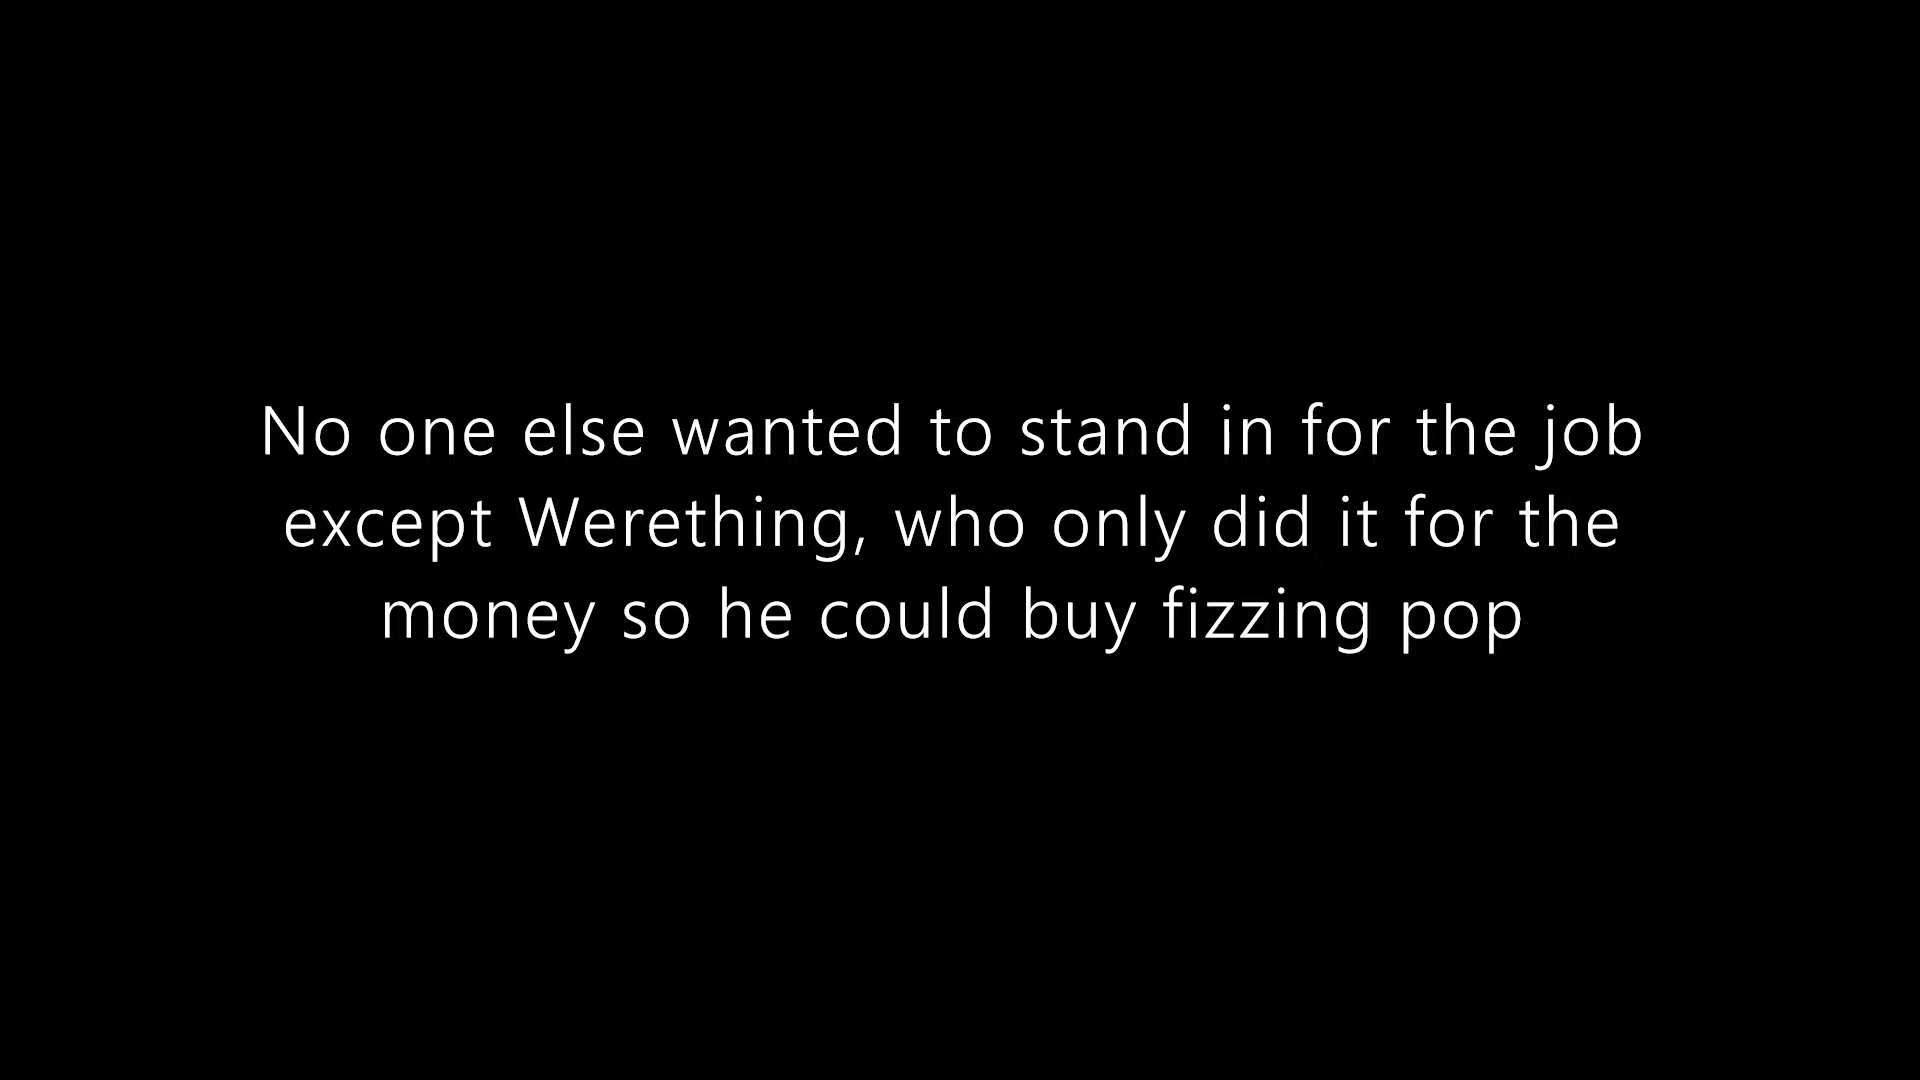 No one else wanted to stand in for the job
except Werething, who only did it for the
money so he could buy fizzing pop